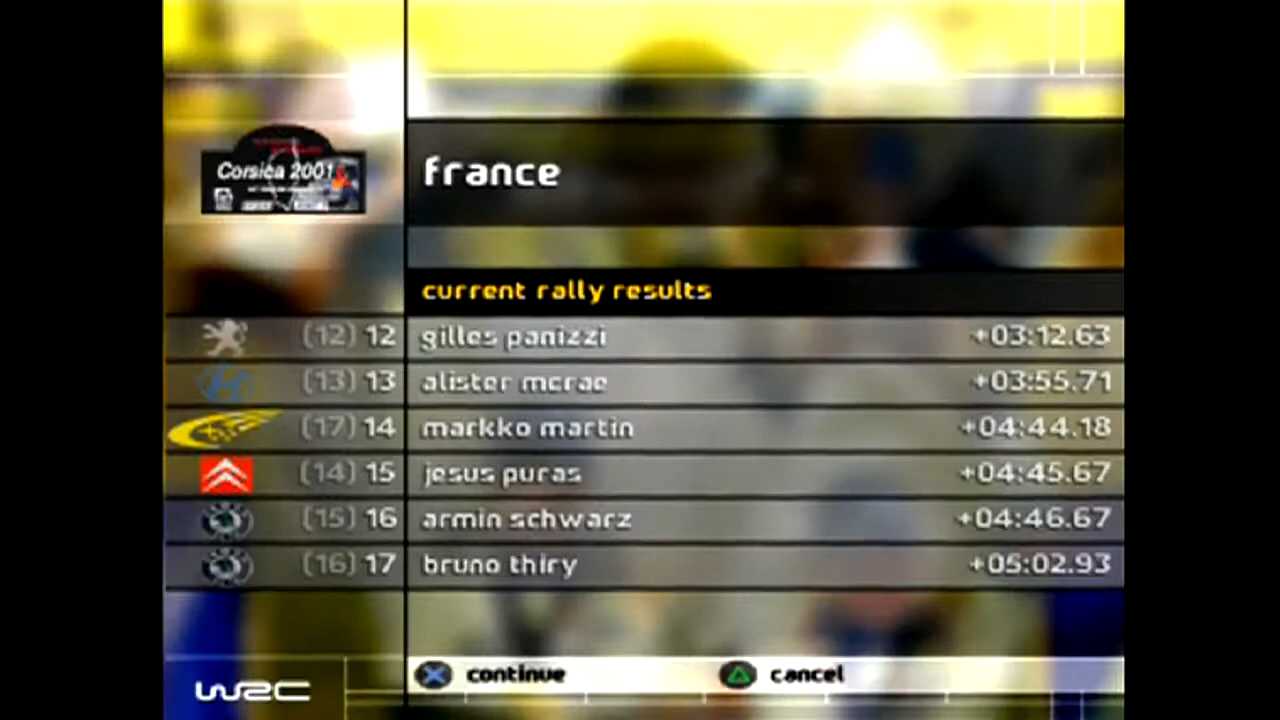 Corsica 2001
france
current rally results
(12) 12 gilles panizzi +03:12.63
(13) 13 alister mcrae +03:55.71
(17) 14 markko martin +04:44.18
(14) 15 jesus puras +04:45.67
(15) 16 armin schwarz +04:46.67
(16) 17 bruno thiry +05:02.93
continue cancel
WRC